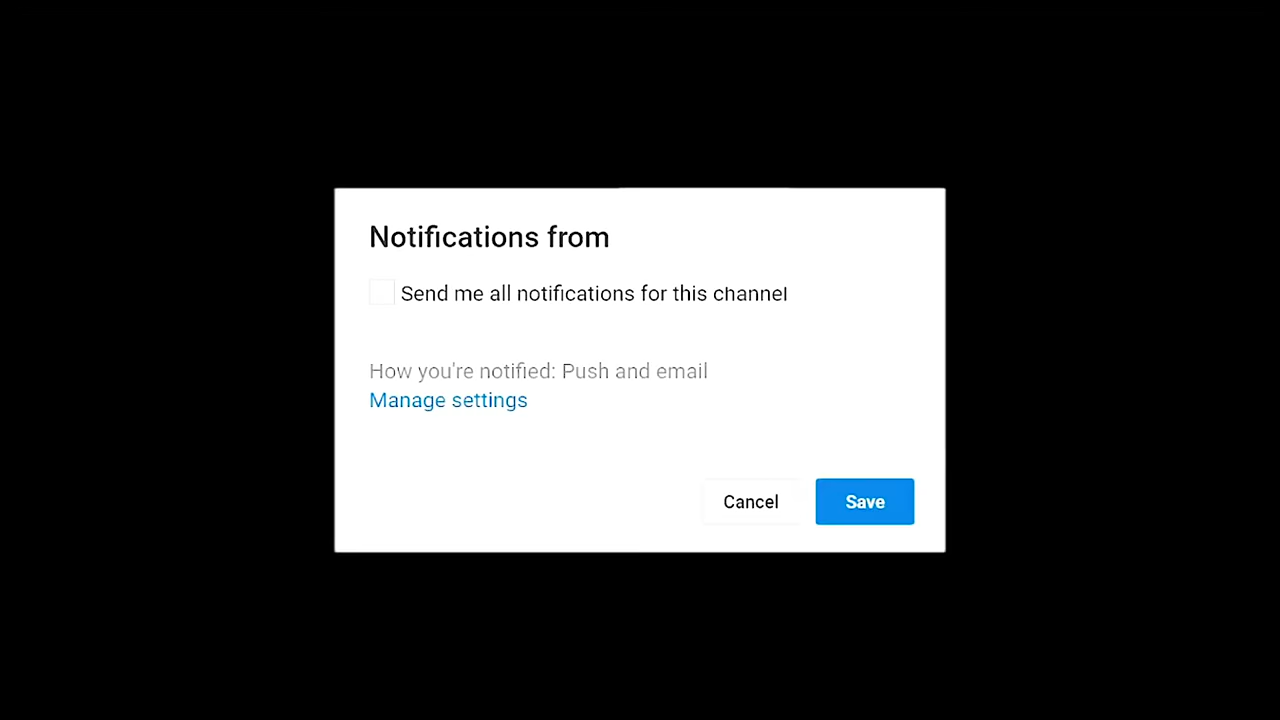 Notifications from
Send me all notifications for this channel
How you're notified: Push and email
Manage settings
Cancel Save